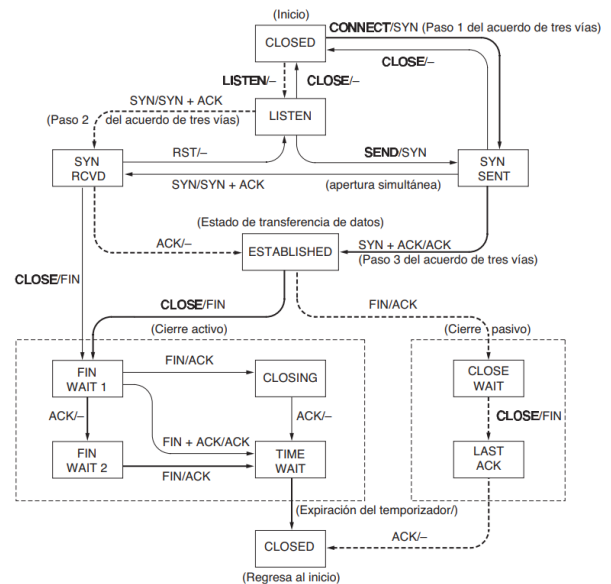 (Inicio)
CLOSED
CONNECT/SYN (Paso 1 del acuerdo de tres vías)
CLOSE/–
LISTEN/–
CLOSE/–
SYN/SYN + ACK
(Paso 2 del acuerdo de tres vías)
LISTEN
SYN
RCVD
RST/–
SEND/SYN
SYN
SENT
SYN/SYN + ACK
(apertura simultánea)
(Estado de transferencia de datos)
ACK/–
ESTABLISHED
SYN + ACK/ACK
(Paso 3 del acuerdo de tres vías)
CLOSE/FIN
CLOSE/FIN
FIN/ACK
(Cierre activo)
(Cierre pasivo)
FIN
WAIT 1
FIN/ACK
CLOSING
CLOSE
WAIT
ACK/–
ACK/–
CLOSE/FIN
FIN
WAIT 2
FIN + ACK/ACK
FIN/ACK
TIME
WAIT
LAST
ACK
(Expiración del temporizador/)
CLOSED
ACK/–
(Regresa al inicio)